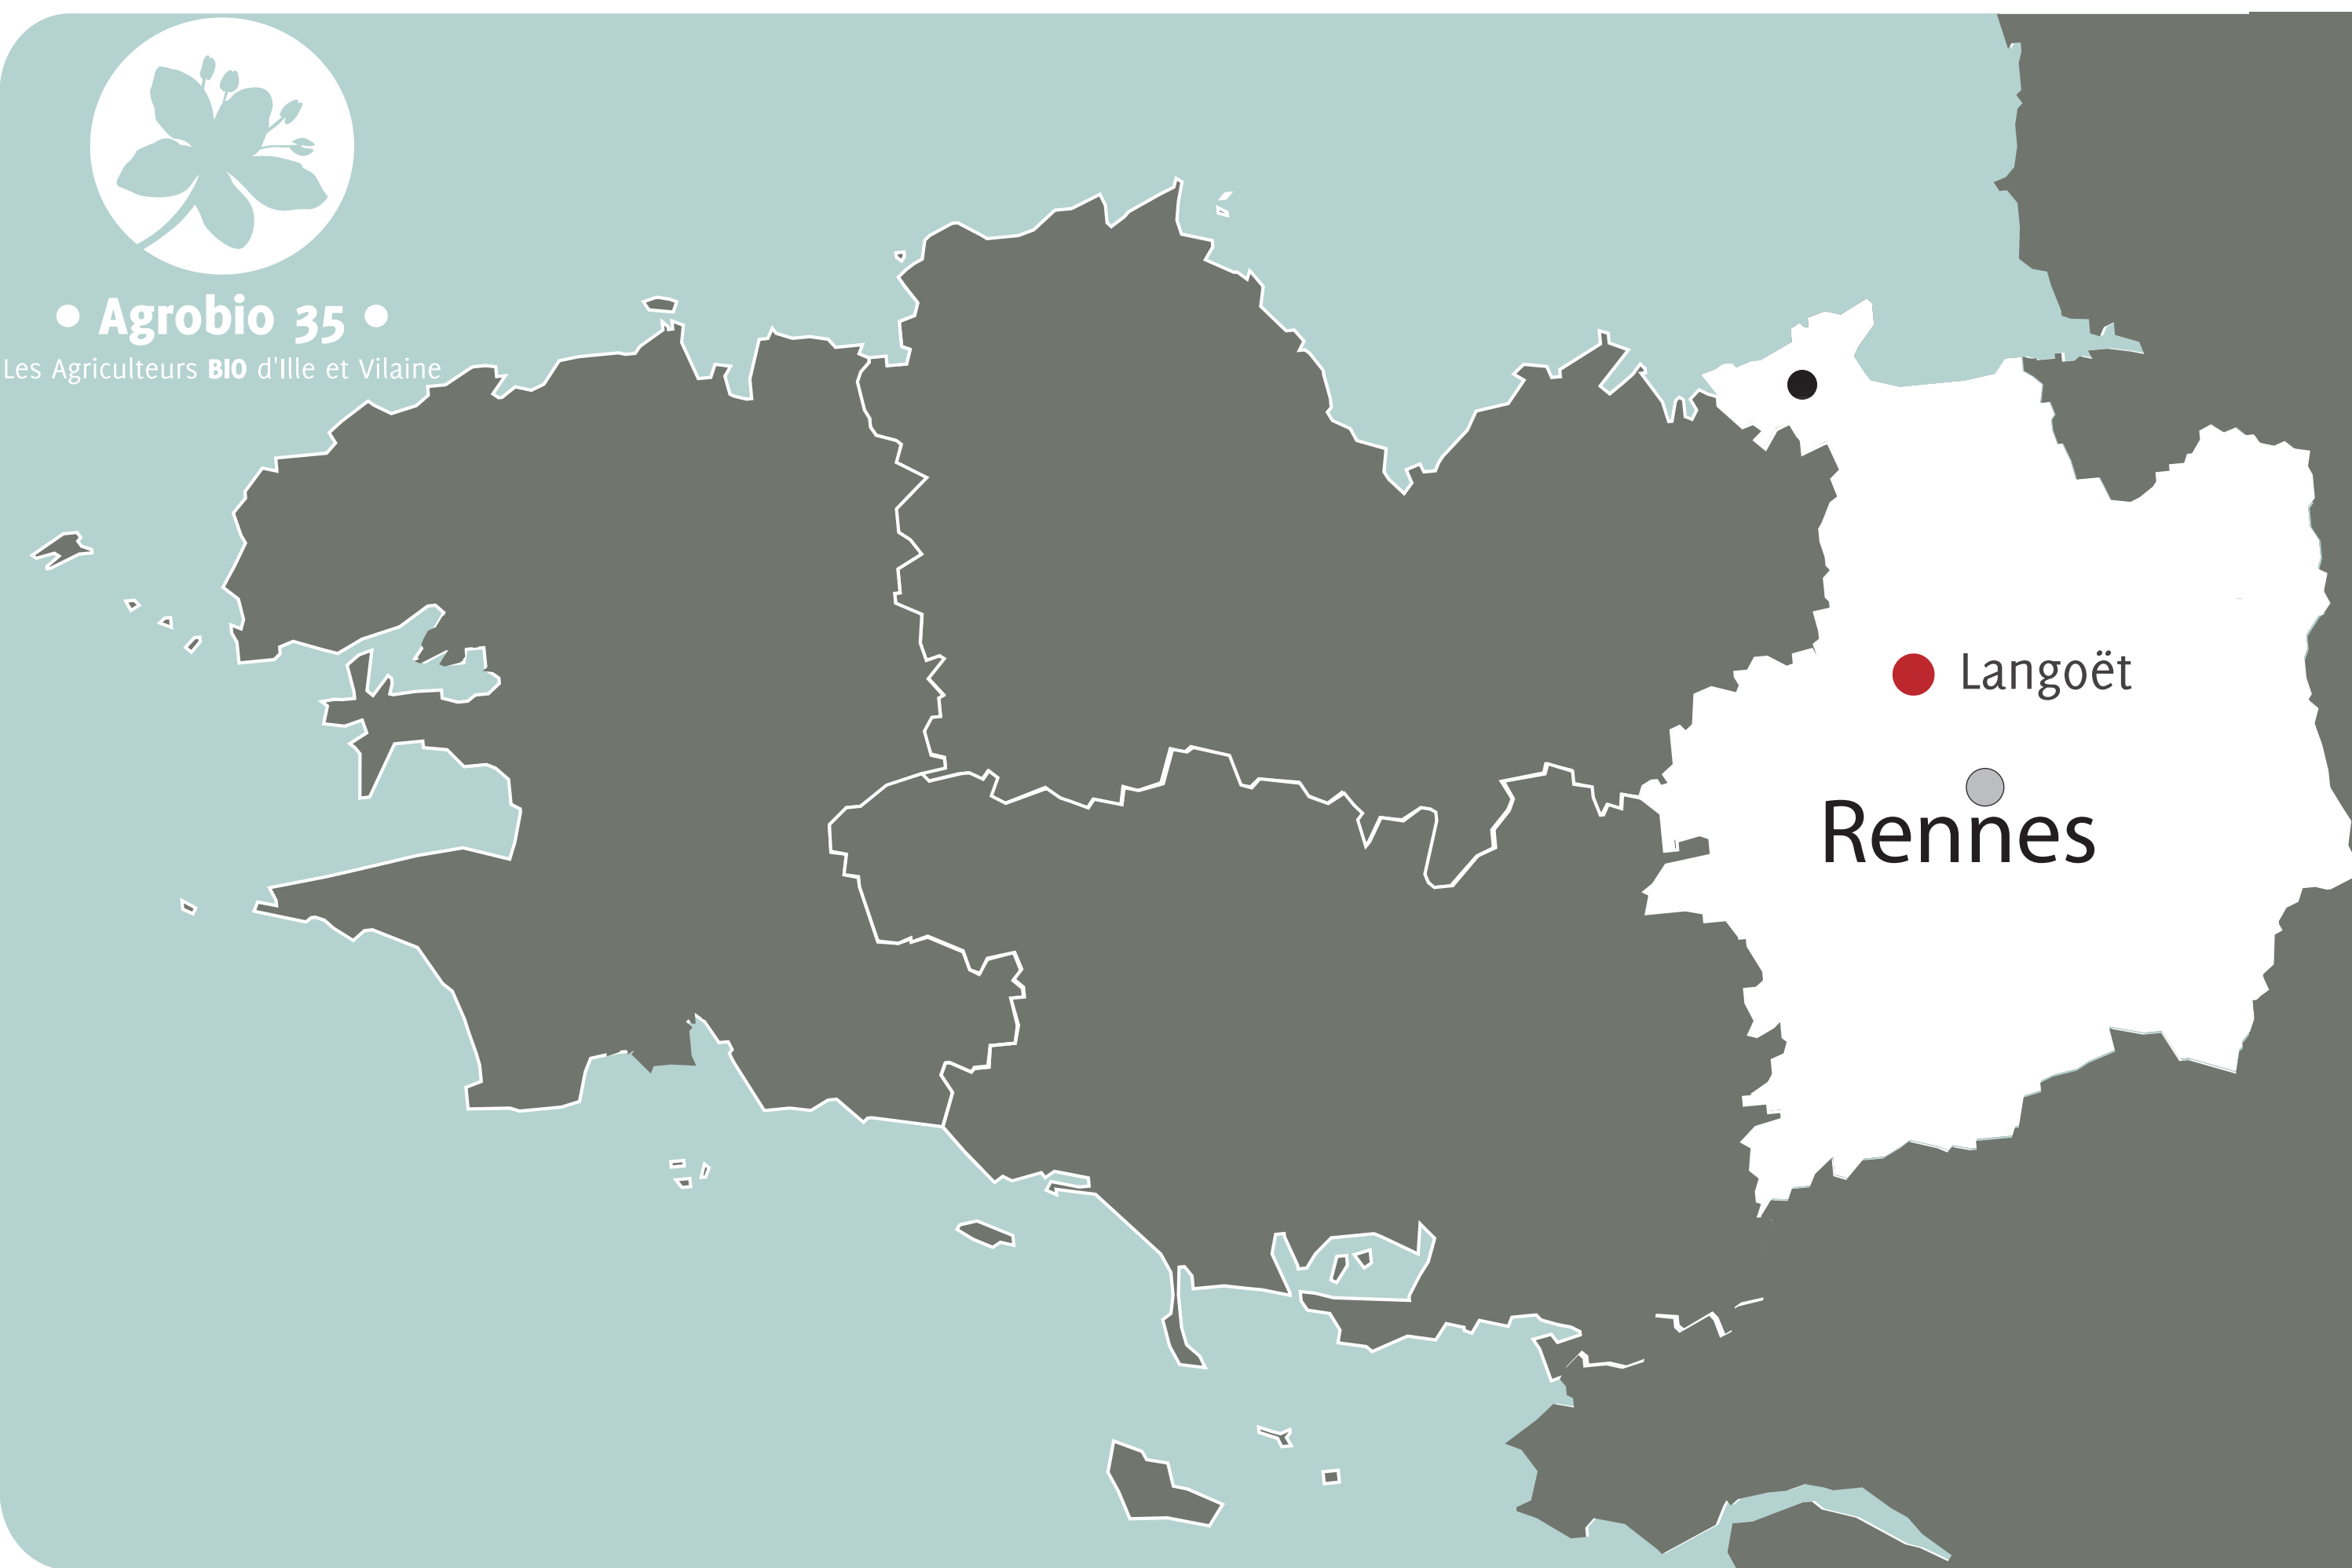 • Agrobio 35 •
Les Agriculteurs BIO d'Ille et Vilaine
Langoët
Rennes